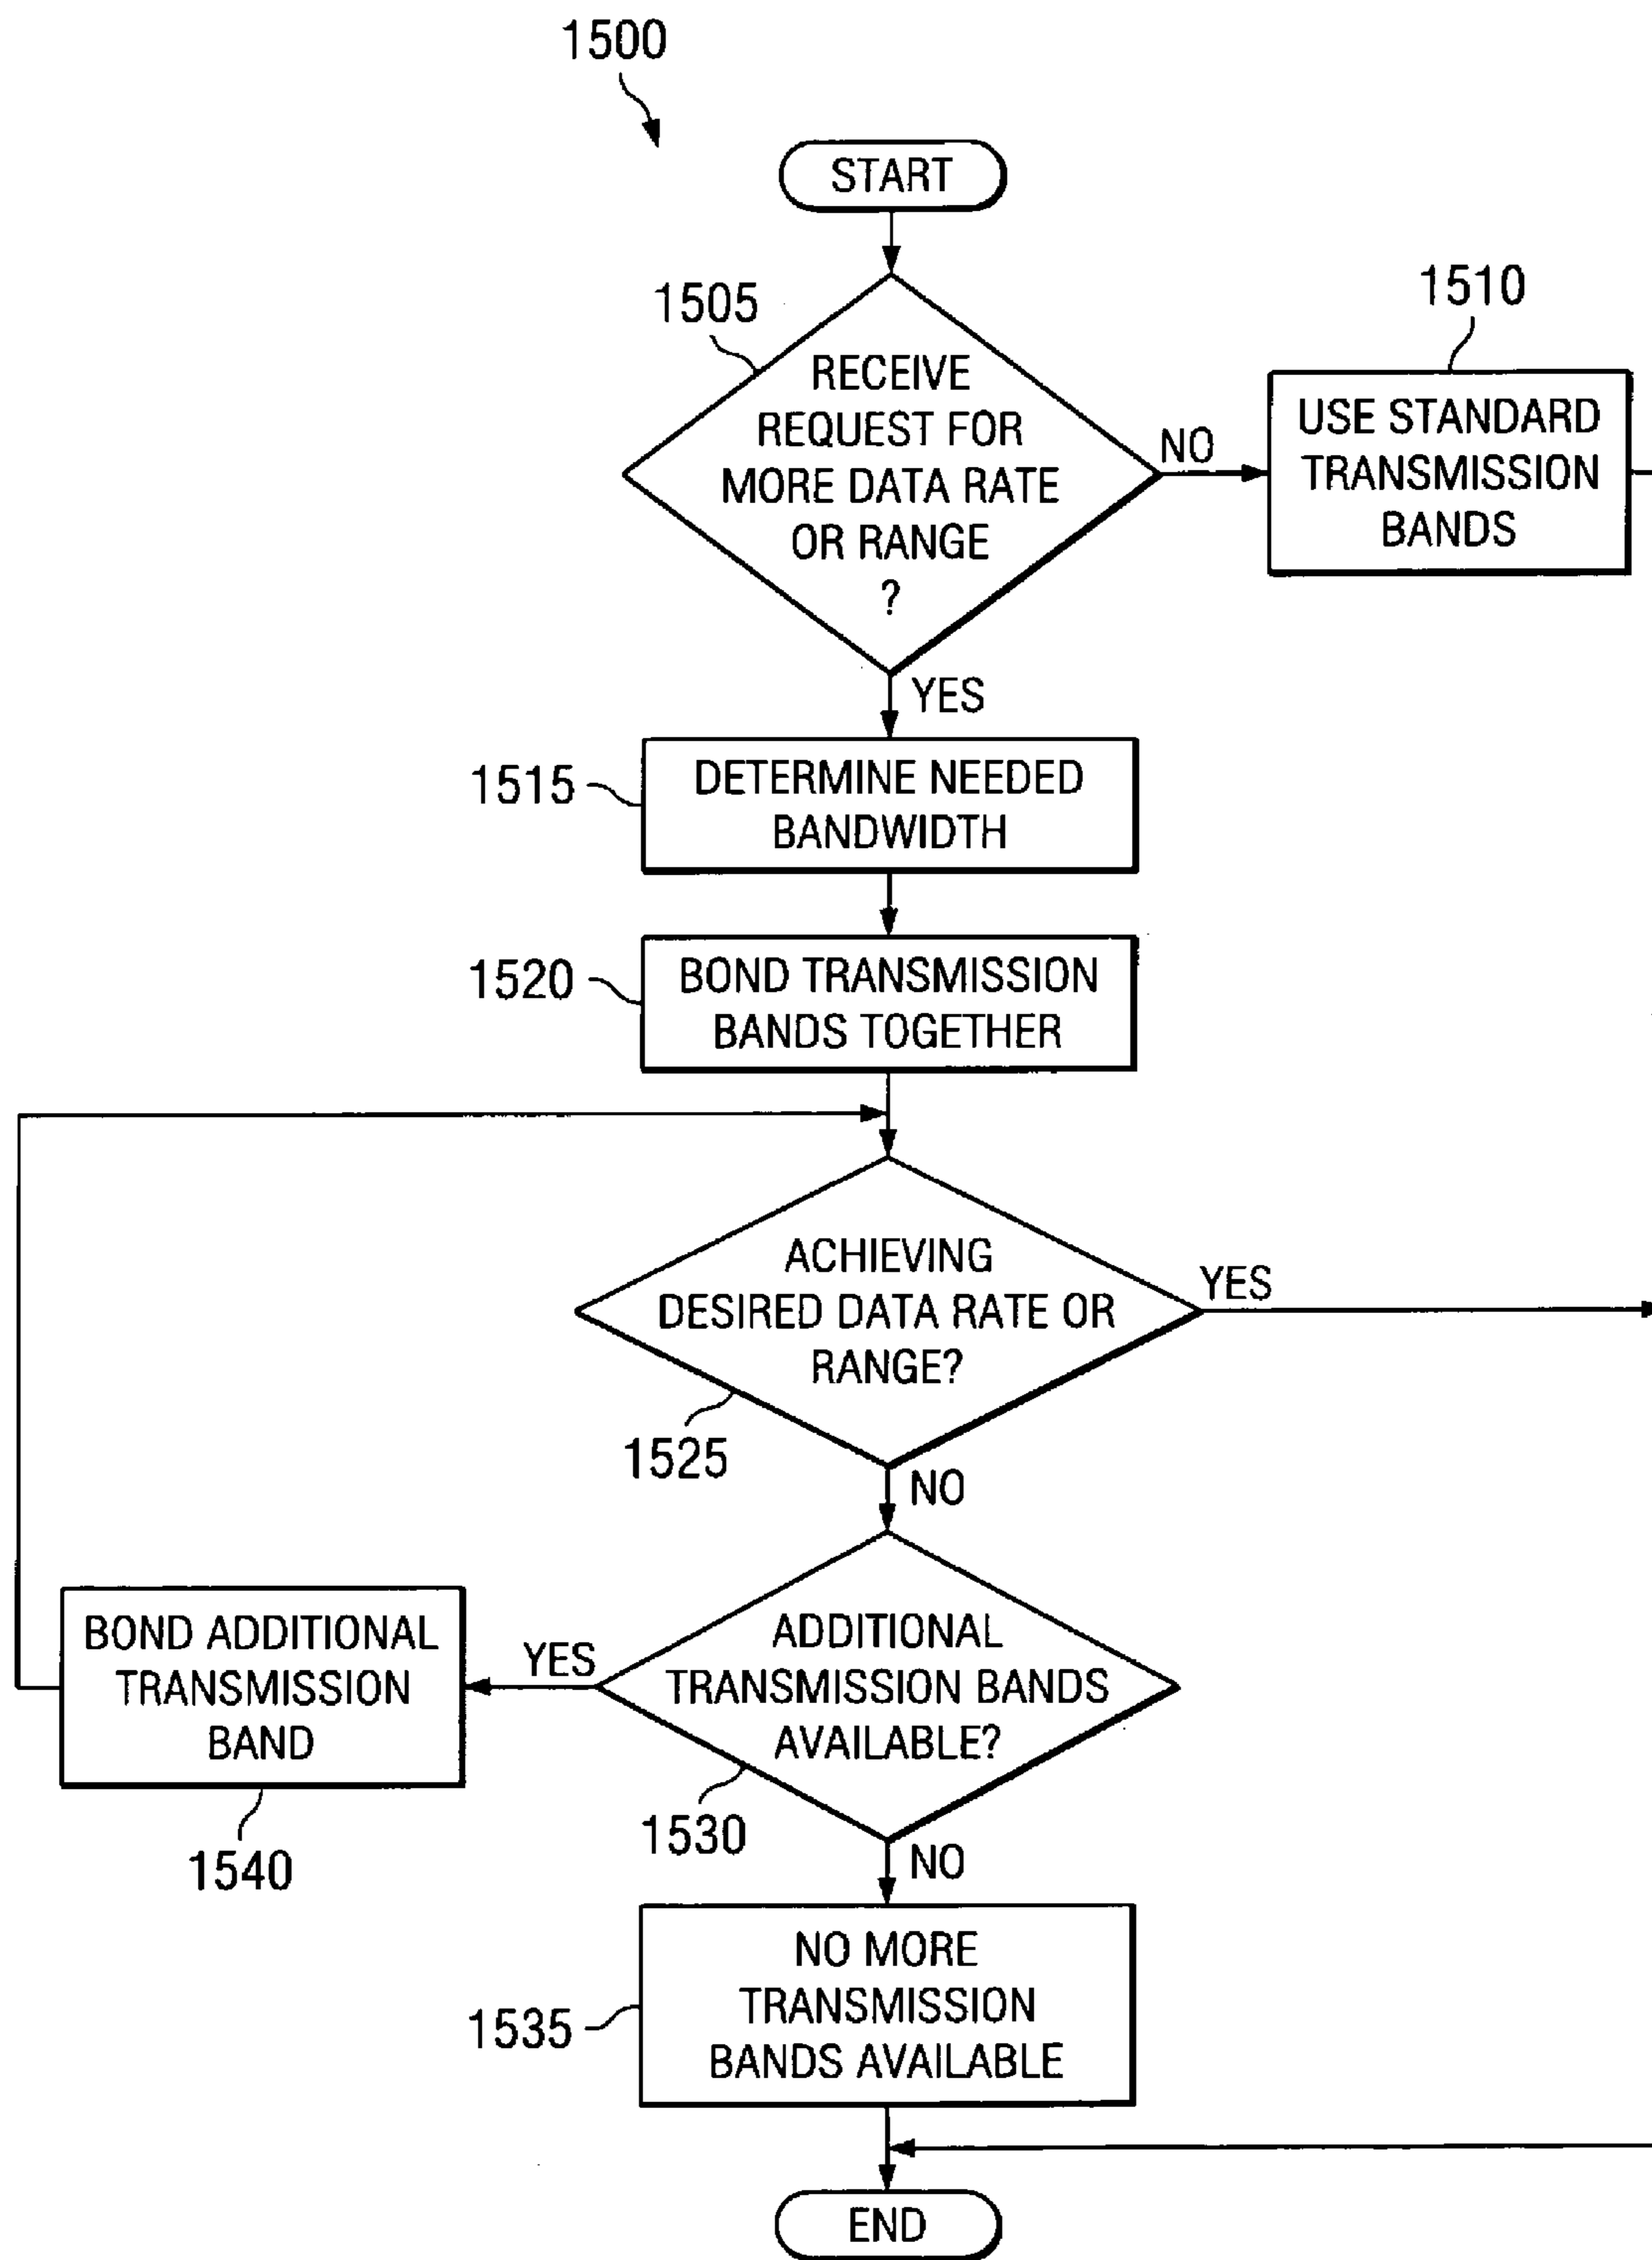 1500
START
1505
1510
RECEIVE
REQUEST FOR
MORE DATA RATE
OR RANGE
?
NO
USE STANDARD
TRANSMISSION
BANDS
YES
1515
DETERMINE NEEDED
BANDWIDTH
1520
BOND TRANSMISSION
BANDS TOGETHER
ACHIEVING
DESIRED DATA RATE OR
RANGE?
YES
1525
NO
BOND ADDITIONAL
TRANSMISSION
BAND
YES
ADDITIONAL
TRANSMISSION BANDS
AVAILABLE?
1530
1540
NO
1535
NO MORE
TRANSMISSION
BANDS AVAILABLE
END